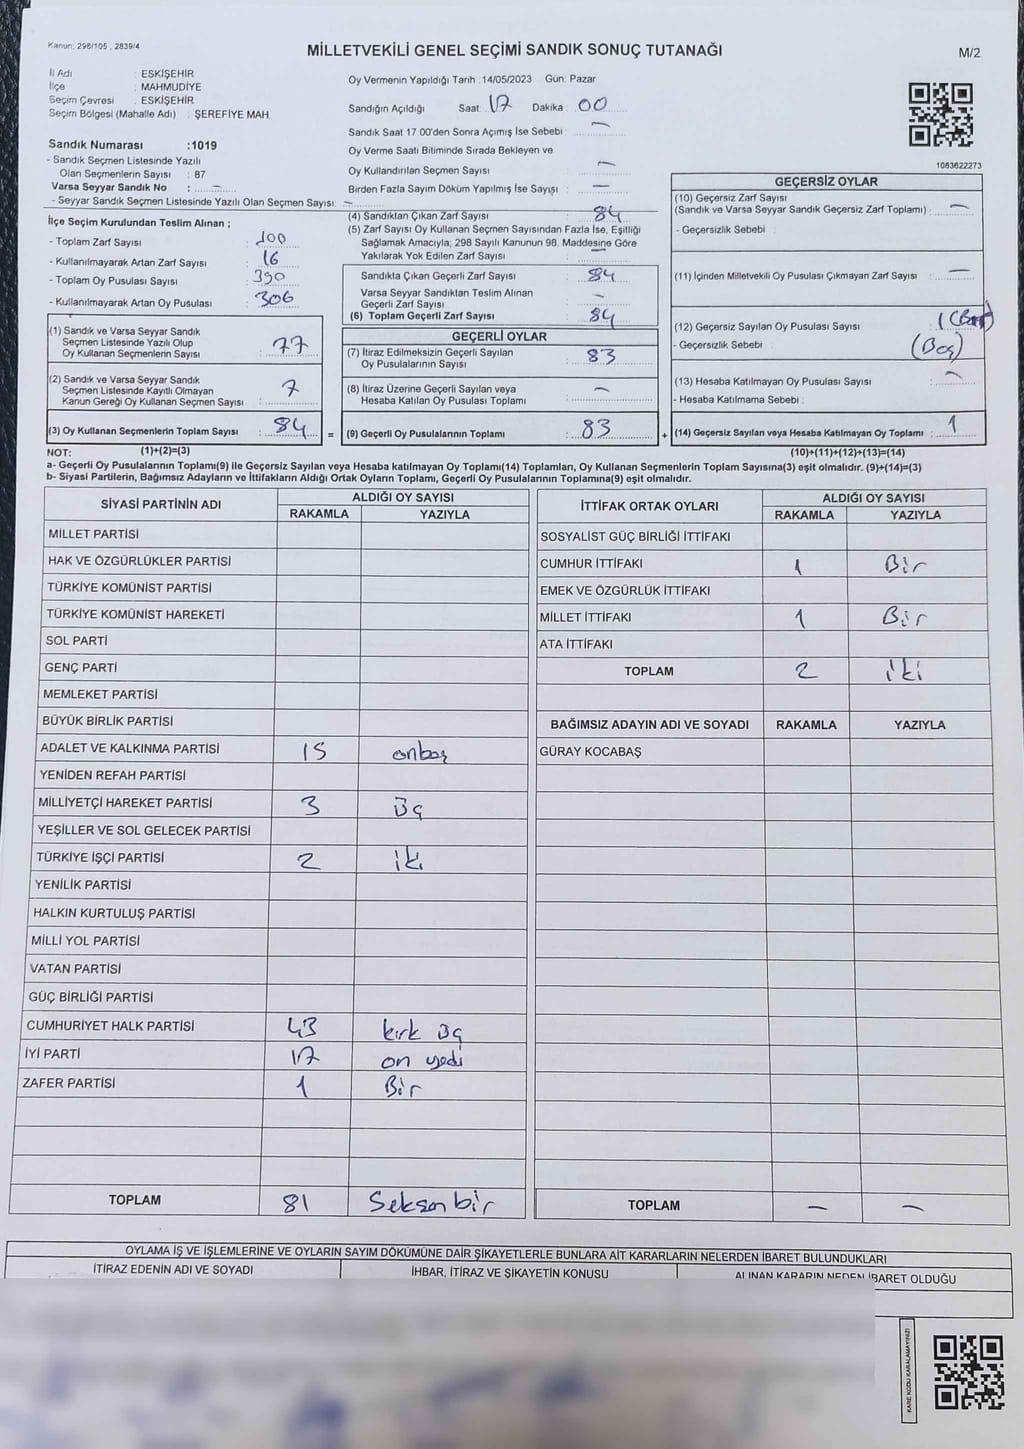 Kanun; 298/105 , 2839/4
MİLLETVEKİLİ GENEL SEÇİMİ SANDIK SONUÇ TUTANAĞI
M/2
İl Adı : ESKİŞEHİR
İlçe : MAHMUDİYE
Seçim Çevresi : ESKİŞEHİR
Seçim Bölgesi (Mahalle Adı) : ŞEREFİYE MAH
Sandık Numarası :1019
- Sandık Seçmen Listesinde Yazılı
Olan Seçmenlerin Sayısı : 87
Varsa Seyyar Sandık No : –
- Seyyar Sandık Seçmen Listesinde Yazılı Olan Seçmen Sayısı: –
Oy Vermenin Yapıldığı Tarih :14/05/2023 Gün: Pazar
Sandığın Açıldığı Saat 17 Dakika 00
Sandık Saat 17 00'den Sonra Açımış İse Sebebi : –
Oy Verme Saati Bitiminde Sırada Bekleyen ve
Oy Kullandırılan Seçmen Sayısı : –
Birden Fazla Sayım Döküm Yapılmış İse Sayışı : –
1083622273
İlçe Seçim Kurulundan Teslim Alınan ;
- Toplam Zarf Sayısı : 100
- Kullanılmayarak Artan Zarf Sayısı : 16
- Toplam Oy Pusulası Sayısı : 390
- Kullanılmayarak Artan Oy Pusulası : 306
(1) Sandık ve Varsa Seyyar Sandık
Seçmen Listesinde Yazılı Olup
Oy Kullanan Seçmenlerin Sayısı : 77
(2) Sandık ve Varsa Seyyar Sandık
Seçmen Listesinde Kayıtlı Olmayan
Kanun Gereği Oy Kullanan Seçmen Sayısı : 7
(3) Oy Kullanan Seçmenlerin Toplam Sayısı : 84 =
(4) Sandıktan Çıkan Zarf Sayısı : 84
(5) Zarf Sayısı Oy Kullanan Seçmen Sayısından Fazla İse, Eşitliği
Sağlamak Amacıyla; 298 Sayılı Kanunun 98. Maddesine Göre
Yakılarak Yok Edilen Zarf Sayısı : –
Sandıkta Çıkan Geçerli Zarf Sayısı : 84
Varsa Seyyar Sandıktan Teslim Alınan
Geçerli Zarf Sayısı : –
(6) Toplam Geçerli Zarf Sayısı : 84
GEÇERLİ OYLAR
(7) İtiraz Edilmeksizin Geçerli Sayılan
Oy Pusulalarının Sayısı : 83
(8) İtiraz Üzerine Geçerli Sayılan veya
Hesaba Katılan Oy Pusulası Toplamı : –
(9) Geçerli Oy Pusulalarının Toplamı : 83 +
GEÇERSİZ OYLAR
(10) Geçersiz Zarf Sayısı
(Sandık ve Varsa Seyyar Sandık Geçersiz Zarf Toplamı) : –
- Geçersizlik Sebebi :
(11) İçinden Milletvekili Oy Pusulası Çıkmayan Zarf Sayısı : –
(12) Geçersiz Sayılan Oy Pusulası Sayısı : 1
- Geçersizlik Sebebi : (Boş)
(13) Hesaba Katılmayan Oy Pusulası Sayısı : –
- Hesaba Katılmama Sebebi :
(14) Geçersiz Sayılan veya Hesaba Katılmayan Oy Toplamı : 1
NOT: (1)+(2)=(3)
(10)+(11)+(12)+(13)=(14)
a- Geçerli Oy Pusulalarının Toplamı(9) ile Geçersiz Sayılan veya Hesaba katılmayan Oy Toplamı(14) Toplamları, Oy Kullanan Seçmenlerin Toplam Sayısına(3) eşit olmalıdır. (9)+(14)=(3)
b- Siyasi Partilerin, Bağımsız Adayların ve İttifakların Aldığı Ortak Oyların Toplamı, Geçerli Oy Pusulalarının Toplamına(9) eşit olmalıdır.
SİYASİ PARTİNİN ADI ALDIĞI OY SAYISI
RAKAMLA YAZIYLA
MİLLET PARTİSİ
HAK VE ÖZGÜRLÜKLER PARTİSİ
TÜRKİYE KOMÜNİST PARTİSİ
TÜRKİYE KOMÜNİST HAREKETİ
SOL PARTİ
GENÇ PARTİ
MEMLEKET PARTİSİ
BÜYÜK BİRLİK PARTİSİ
ADALET VE KALKINMA PARTİSİ 15 onbeş
YENİDEN REFAH PARTİSİ
MİLLİYETÇİ HAREKET PARTİSİ 3 üç
YEŞİLLER VE SOL GELECEK PARTİSİ
TÜRKİYE İŞÇİ PARTİSİ 2 iki
YENİLİK PARTİSİ
HALKIN KURTULUŞ PARTİSİ
MİLLİ YOL PARTİSİ
VATAN PARTİSİ
GÜÇ BİRLİĞİ PARTİSİ
CUMHURİYET HALK PARTİSİ 43 kırk üç
İYİ PARTİ 17 on yedi
ZAFER PARTİSİ 1 Bir
TOPLAM 81 Seksen bir
İTTİFAK ORTAK OYLARI ALDIĞI OY SAYISI
RAKAMLA YAZIYLA
SOSYALİST GÜÇ BİRLİĞİ İTTİFAKI
CUMHUR İTTİFAKI 1 Bir
EMEK VE ÖZGÜRLÜK İTTİFAKI
MİLLET İTTİFAKI 1 Bir
ATA İTTİFAKI
TOPLAM 2 iki
BAĞIMSIZ ADAYIN ADI VE SOYADI RAKAMLA YAZIYLA
GÜRAY KOCABAŞ
TOPLAM – –
OYLAMA İŞ VE İŞLEMLERİNE VE OYLARIN SAYIM DÖKÜMÜNE DAİR ŞİKAYETLERLE BUNLARA AİT KARARLARIN NELERDEN İBARET BULUNDUKLARI
İTİRAZ EDENİN ADI VE SOYADI İHBAR, İTİRAZ VE ŞİKAYETİN KONUSU ALINAN KARARIN NEDEN İBARET OLDUĞU
KARE KODU KARALAMAYINIZ!